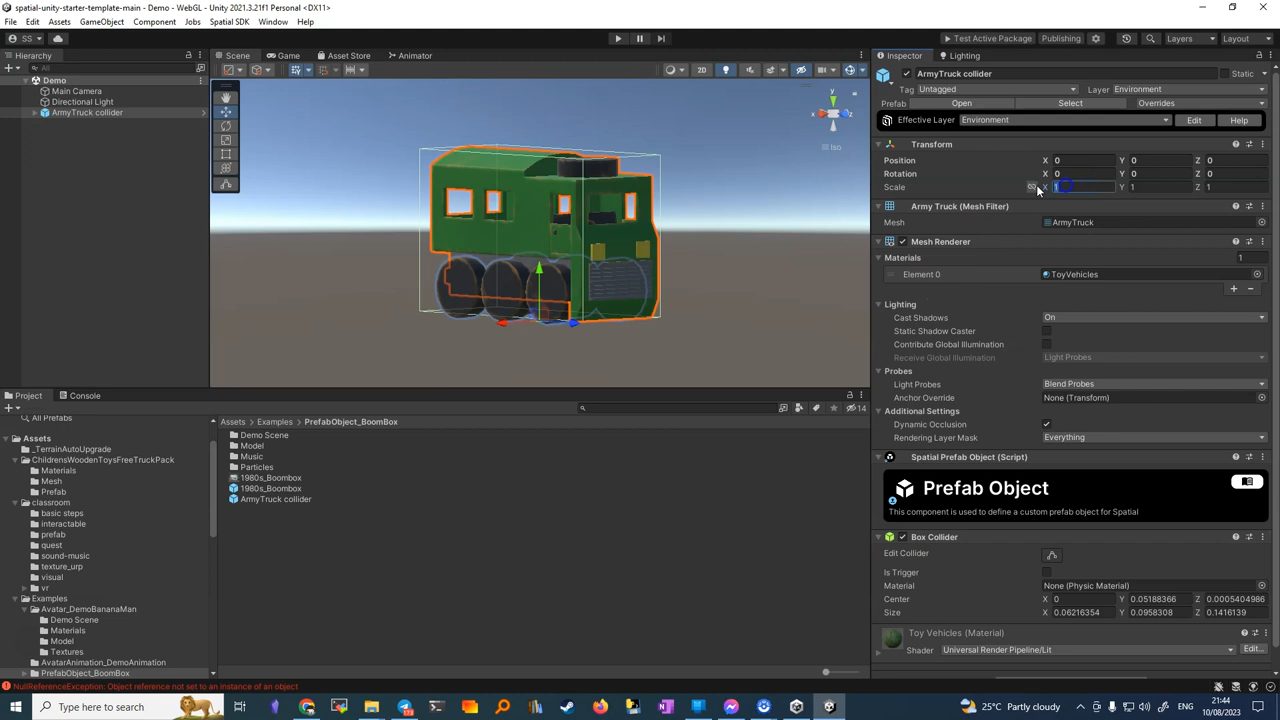 spatial-unity-starter-template-main - Demo - WebGL - Unity 2021.3.21f1 Personal <DX11>
File Edit Assets GameObject Component Jobs Spatial SDK Window Help
SS Test Active Package Publishing Layers Layout
Hierarchy Scene Game Asset Store Animator Inspector Lighting
All 2D
Demo
Main Camera
Directional Light
ArmyTruck collider
y
x z
Iso
ArmyTruck collider Static
Tag Untagged Layer Environment
Prefab Open Select Overrides
Effective Layer Environment Edit Help
Transform
Position X 0 Y 0 Z 0
Rotation X 0 Y 0 Z 0
Scale X 1 Y 1 Z 1
Army Truck (Mesh Filter)
Mesh ArmyTruck
Mesh Renderer
Materials 1
Element 0 ToyVehicles
Lighting
Cast Shadows On
Static Shadow Caster
Contribute Global Illumination
Receive Global Illumination Light Probes
Probes
Light Probes Blend Probes
Anchor Override None (Transform)
Additional Settings
Dynamic Occlusion
Rendering Layer Mask Everything
Spatial Prefab Object (Script)
Prefab Object
This component is used to define a custom prefab object for Spatial
Box Collider
Edit Collider
Is Trigger
Material None (Physic Material)
Center X 0 Y 0.05188366 Z 0.0005404986
Size X 0.06216354 Y 0.0958308 Z 0.1416139
Toy Vehicles (Material)
Shader Universal Render Pipeline/Lit Edit...
Project Console
14
All Prefabs
Assets
_TerrainAutoUpgrade
ChildrensWoodenToysFreeTruckPack
Materials
Mesh
Prefab
classroom
basic steps
interactable
prefab
quest
sound-music
texture_urp
visual
vr
Examples
Avatar_DemoBananaMan
Demo Scene
Materials
Model
Textures
AvatarAnimation_DemoAnimation
PrefabObject_BoomBox
Assets > Examples > PrefabObject_BoomBox
Demo Scene
Model
Music
Particles
1980s_Boombox
1980s_Boombox
ArmyTruck collider
NullReferenceException: Object reference not set to an instance of an object
Type here to search
25°C Partly cloudy
ENG
21:44
10/08/2023